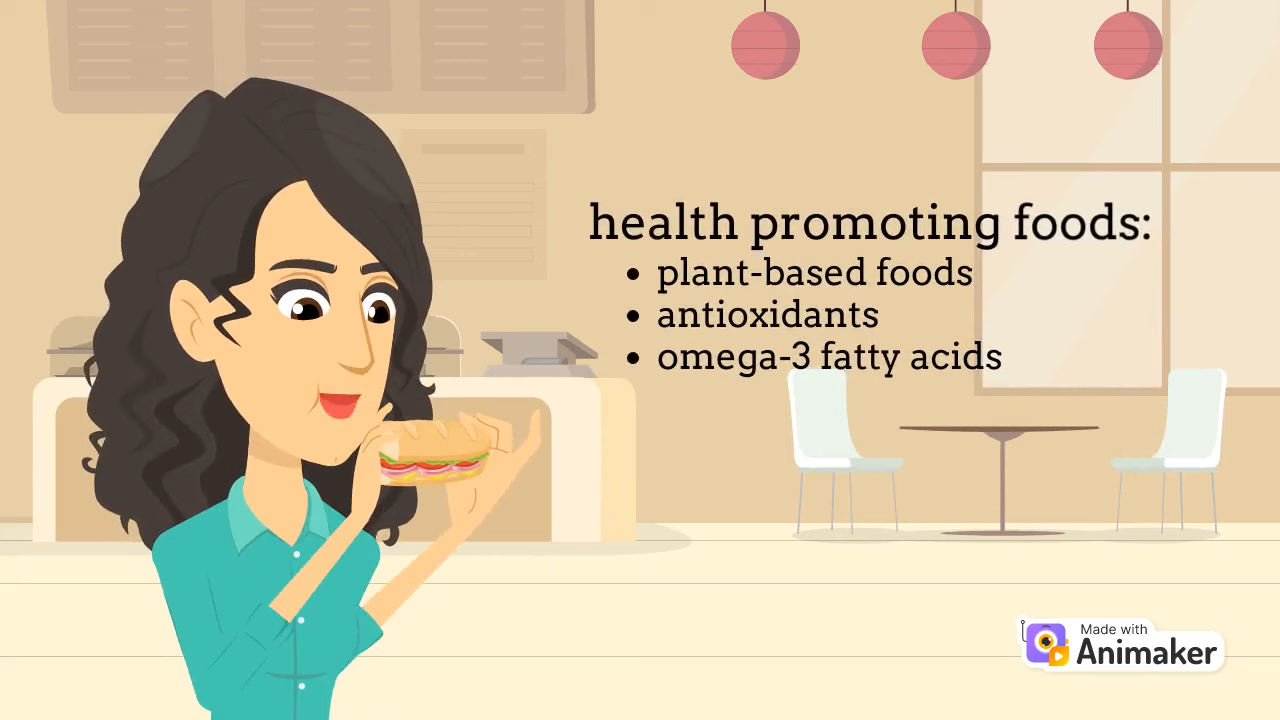 health promoting foods:
• plant-based foods
• antioxidants
• omega-3 fatty acids
Made with
Animaker